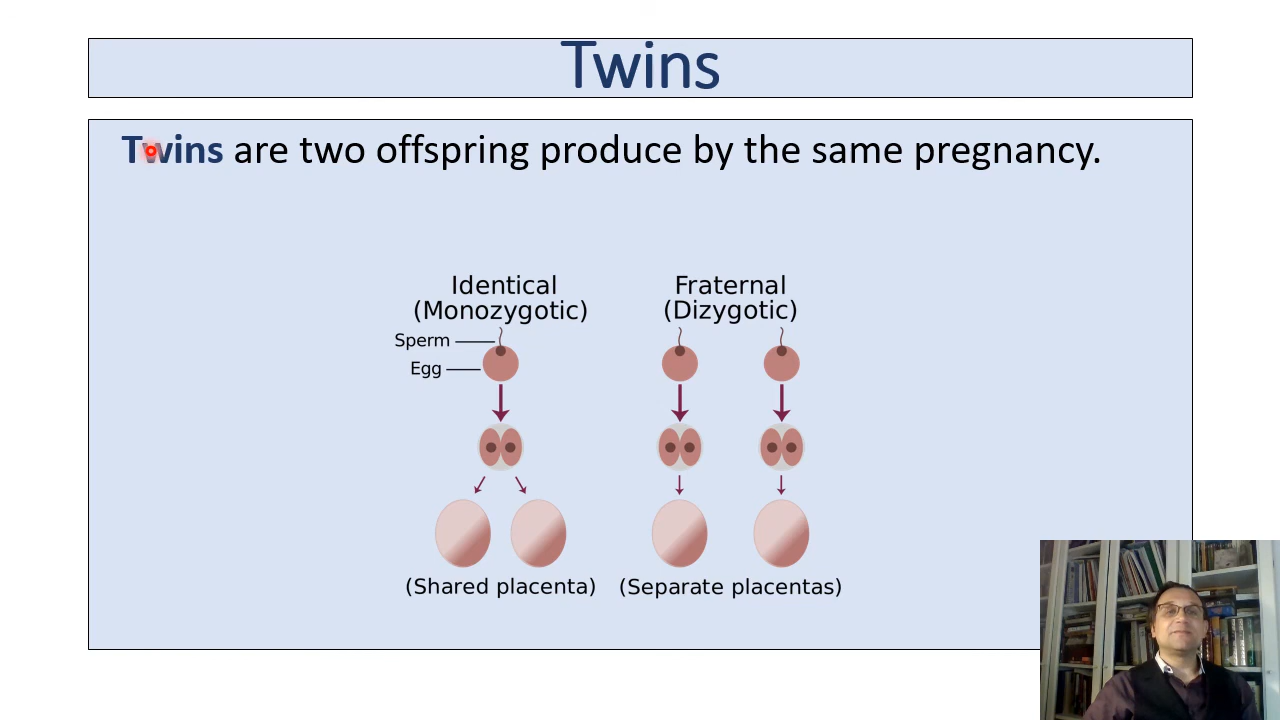 Twins
Twins are two offspring produce by the same pregnancy.
Identical
(Monozygotic)
Fraternal
(Dizygotic)
Sperm
Egg
(Shared placenta)
(Separate placentas)